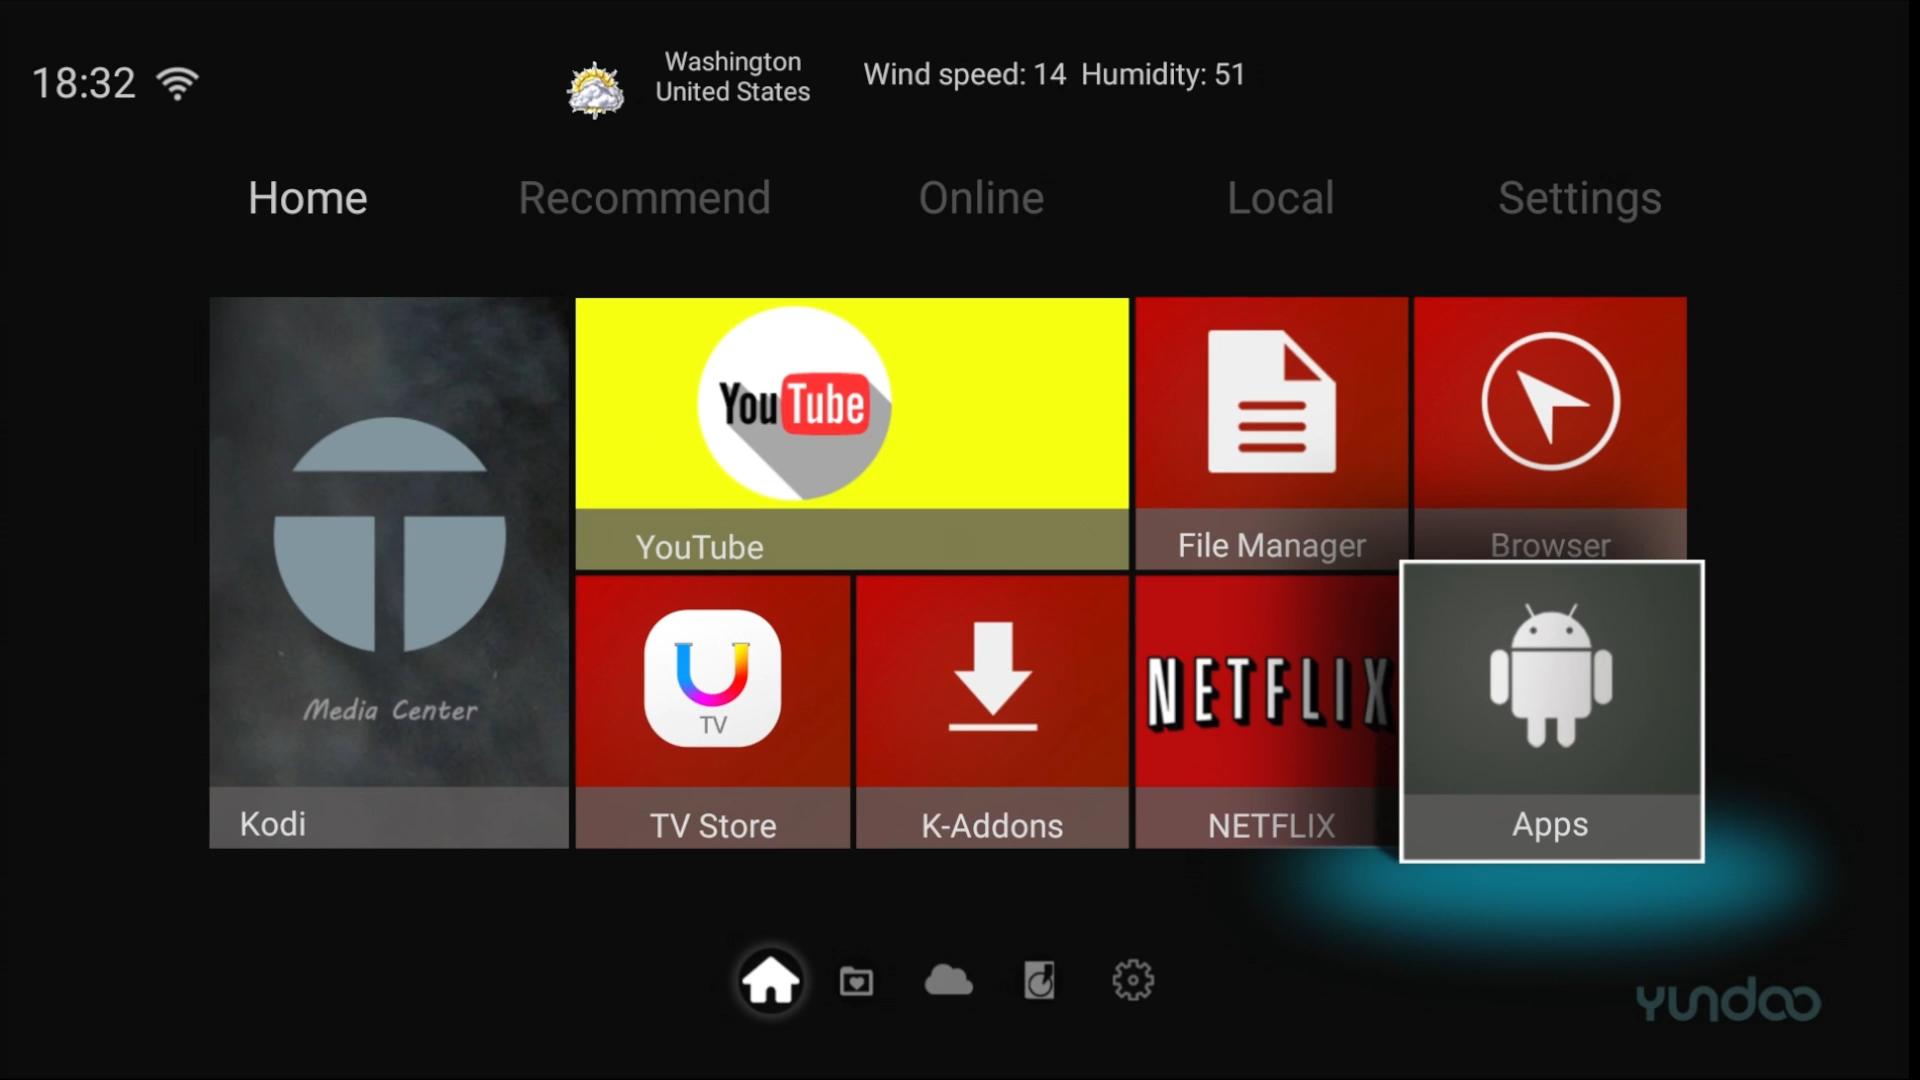 18:32
Washington
United States
Wind speed: 14 Humidity: 51
Home
Recommend
Online
Local
Settings
YouTube
YouTube
File Manager
Browser
Media Center
Kodi
TV
TV Store
K-Addons
NETFLIX
NETFLIX
Apps
yundoo